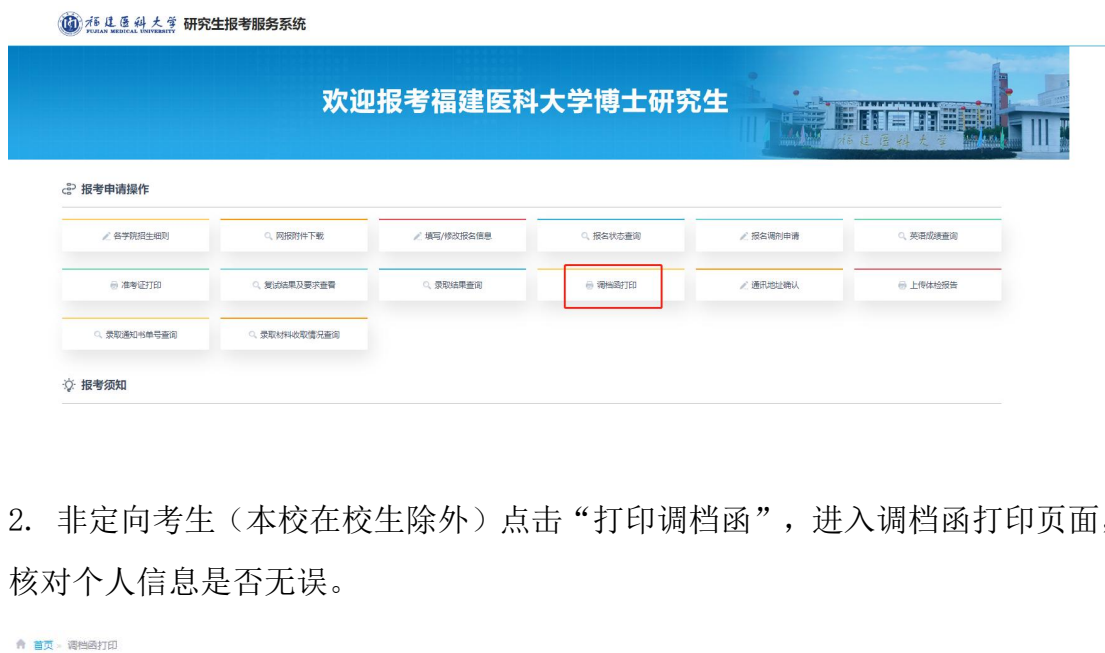 福建医科大学 研究生报考服务系统
FUJIAN MEDICAL UNIVERSITY
欢迎报考福建医科大学博士研究生
福建医科大学
报考申请操作
各学院招生细则 网报附件下载 填写/修改报名信息 报名状态查询 报名调剂申请 英语成绩查询
准考证打印 复试结果及要求查看 录取结果查询 调档函打印 通讯地址确认 上传体检报告
录取通知书单号查询 录取材料收取情况查询
报考须知
2. 非定向考生（本校在校生除外）点击“打印调档函”，进入调档函打印页面，
核对个人信息是否无误。
首页 > 调档函打印